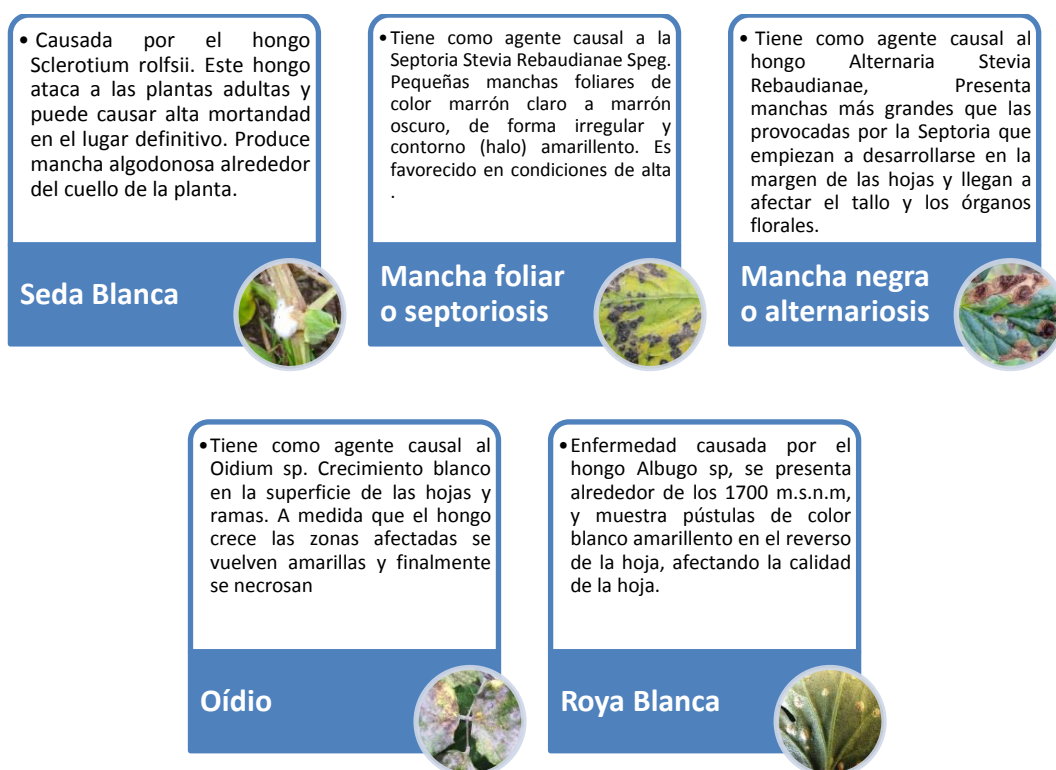 • Causada por el hongo
Sclerotium rolfsii. Este hongo
ataca a las plantas adultas y
puede causar alta mortandad
en el lugar definitivo. Produce
mancha algodonosa alrededor
del cuello de la planta.
Seda Blanca
•Tiene como agente causal a la
Septoria Stevia Rebaudianae Speg.
Pequeñas manchas foliares de
color marrón claro a marrón
oscuro, de forma irregular y
contorno (halo) amarillento. Es
favorecido en condiciones de alta
.
Mancha foliar
o septoriosis
• Tiene como agente causal al
hongo Alternaria Stevia
Rebaudianae, Presenta
manchas más grandes que las
provocadas por la Septoria que
empiezan a desarrollarse en la
margen de las hojas y llegan a
afectar el tallo y los órganos
florales.
Mancha negra
o alternariosis
•Tiene como agente causal al
Oidium sp. Crecimiento blanco
en la superficie de las hojas y
ramas. A medida que el hongo
crece las zonas afectadas se
vuelven amarillas y finalmente
se necrosan
Oídio
•Enfermedad causada por el
hongo Albugo sp, se presenta
alrededor de los 1700 m.s.n.m,
y muestra pústulas de color
blanco amarillento en el reverso
de la hoja, afectando la calidad
de la hoja.
Roya Blanca